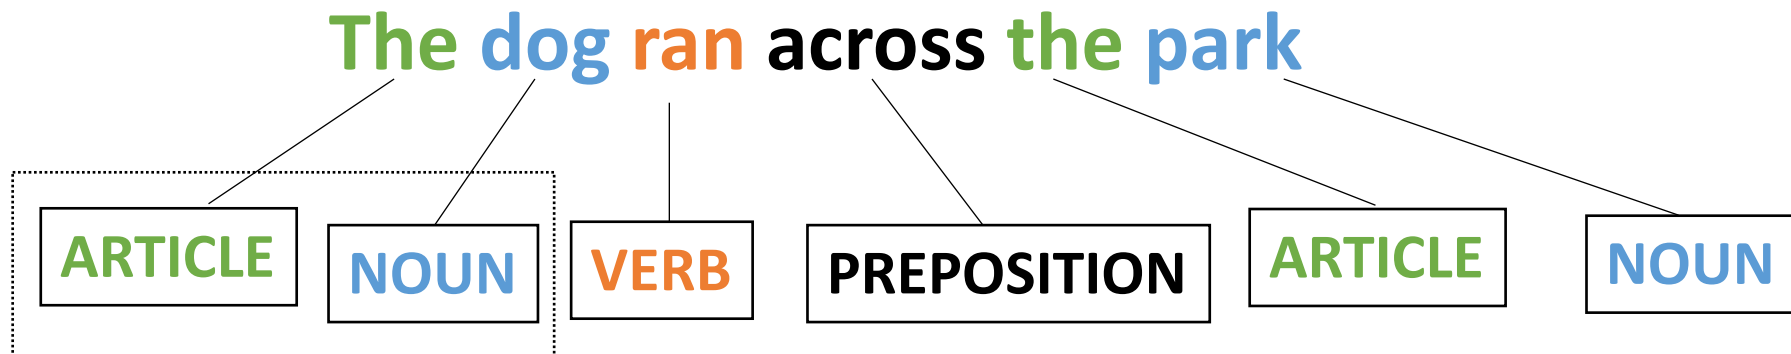 The dog ran across the park
ARTICLE NOUN VERB PREPOSITION ARTICLE NOUN